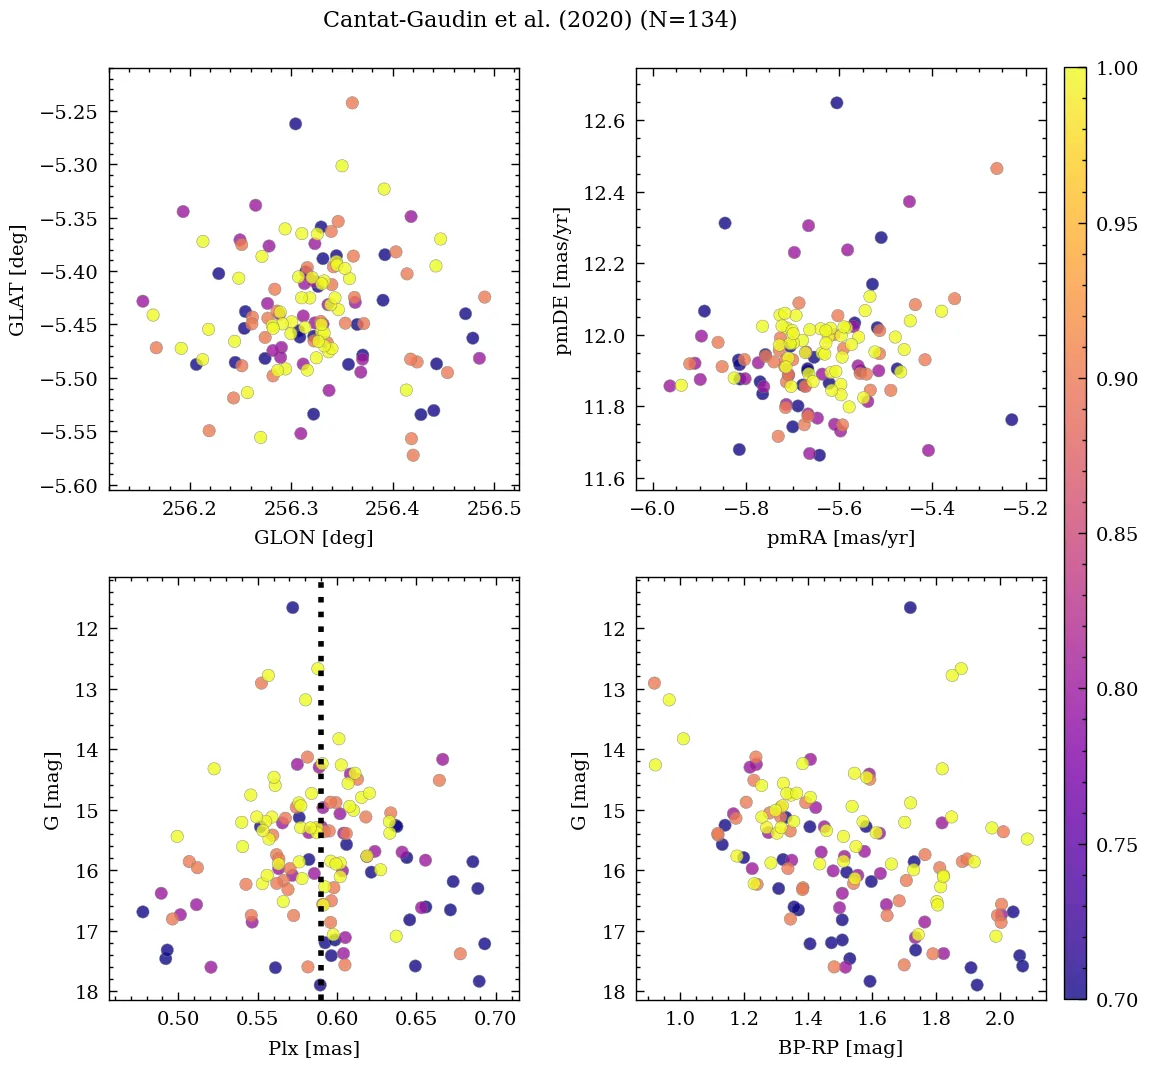 Cantat-Gaudin et al. (2020) (N=134)
−5.25
−5.30
−5.35
−5.40
−5.45
−5.50
−5.55
−5.60
GLAT [deg]
256.2 256.3 256.4 256.5
GLON [deg]
12.6
12.4
12.2
12.0
11.8
11.6
pmDE [mas/yr]
−6.0 −5.8 −5.6 −5.4 −5.2
pmRA [mas/yr]
12
13
14
15
16
17
18
G [mag]
0.50 0.55 0.60 0.65 0.70
Plx [mas]
12
13
14
15
16
17
18
G [mag]
1.0 1.2 1.4 1.6 1.8 2.0
BP-RP [mag]
1.00
0.95
0.90
0.85
0.80
0.75
0.70